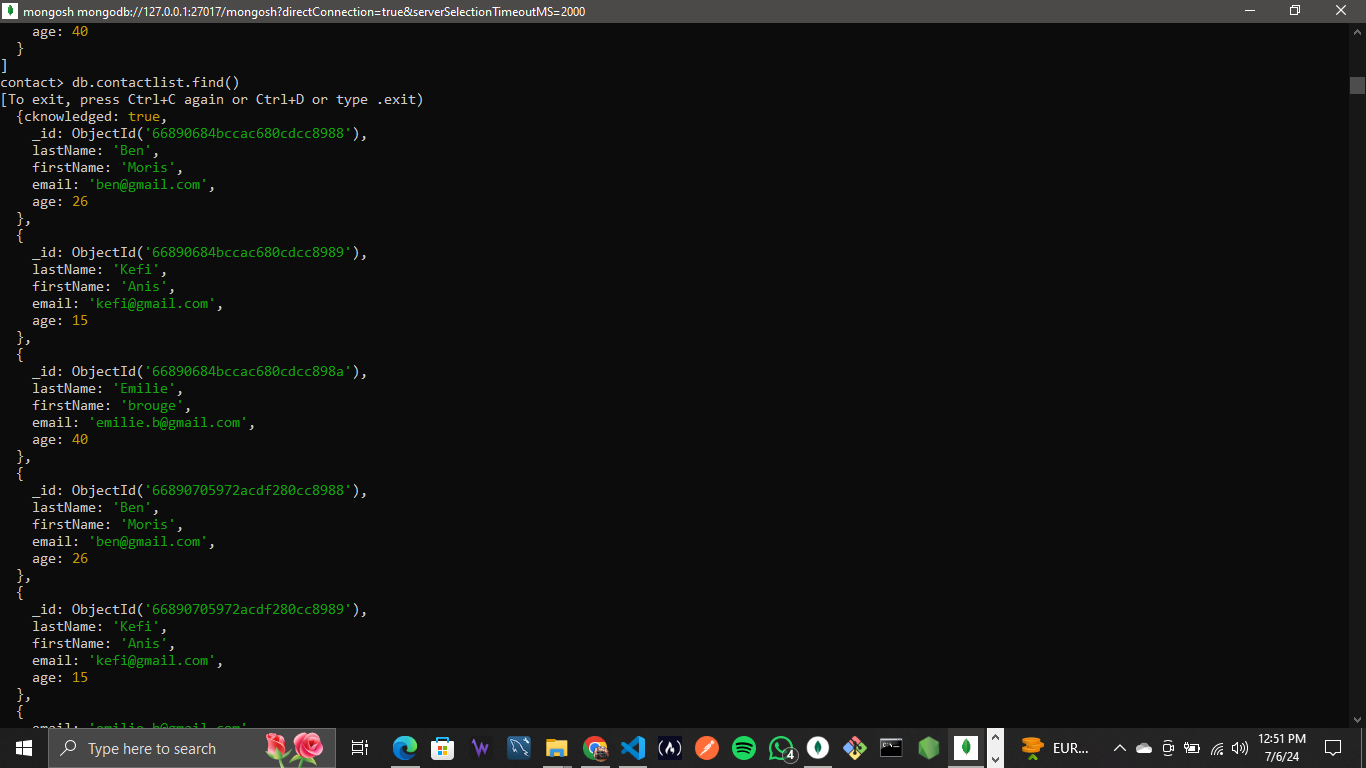 mongosh mongodb://127.0.0.1:27017/mongosh?directConnection=true&serverSelectionTimeoutMS=2000
    age: 40
  }
]
contact> db.contactlist.find()
[To exit, press Ctrl+C again or Ctrl+D or type .exit)
  {cknowledged: true,
    _id: ObjectId('66890684bccac680cdcc8988'),
    lastName: 'Ben',
    firstName: 'Moris',
    email: 'ben@gmail.com',
    age: 26
  },
  {
    _id: ObjectId('66890684bccac680cdcc8989'),
    lastName: 'Kefi',
    firstName: 'Anis',
    email: 'kefi@gmail.com',
    age: 15
  },
  {
    _id: ObjectId('66890684bccac680cdcc898a'),
    lastName: 'Emilie',
    firstName: 'brouge',
    email: 'emilie.b@gmail.com',
    age: 40
  },
  {
    _id: ObjectId('66890705972acdf280cc8988'),
    lastName: 'Ben',
    firstName: 'Moris',
    email: 'ben@gmail.com',
    age: 26
  },
  {
    _id: ObjectId('66890705972acdf280cc8989'),
    lastName: 'Kefi',
    firstName: 'Anis',
    email: 'kefi@gmail.com',
    age: 15
  },
  {
    email: 'emilie.b@gmail.com',
Type here to search
4
EUR...
12:51 PM
7/6/24